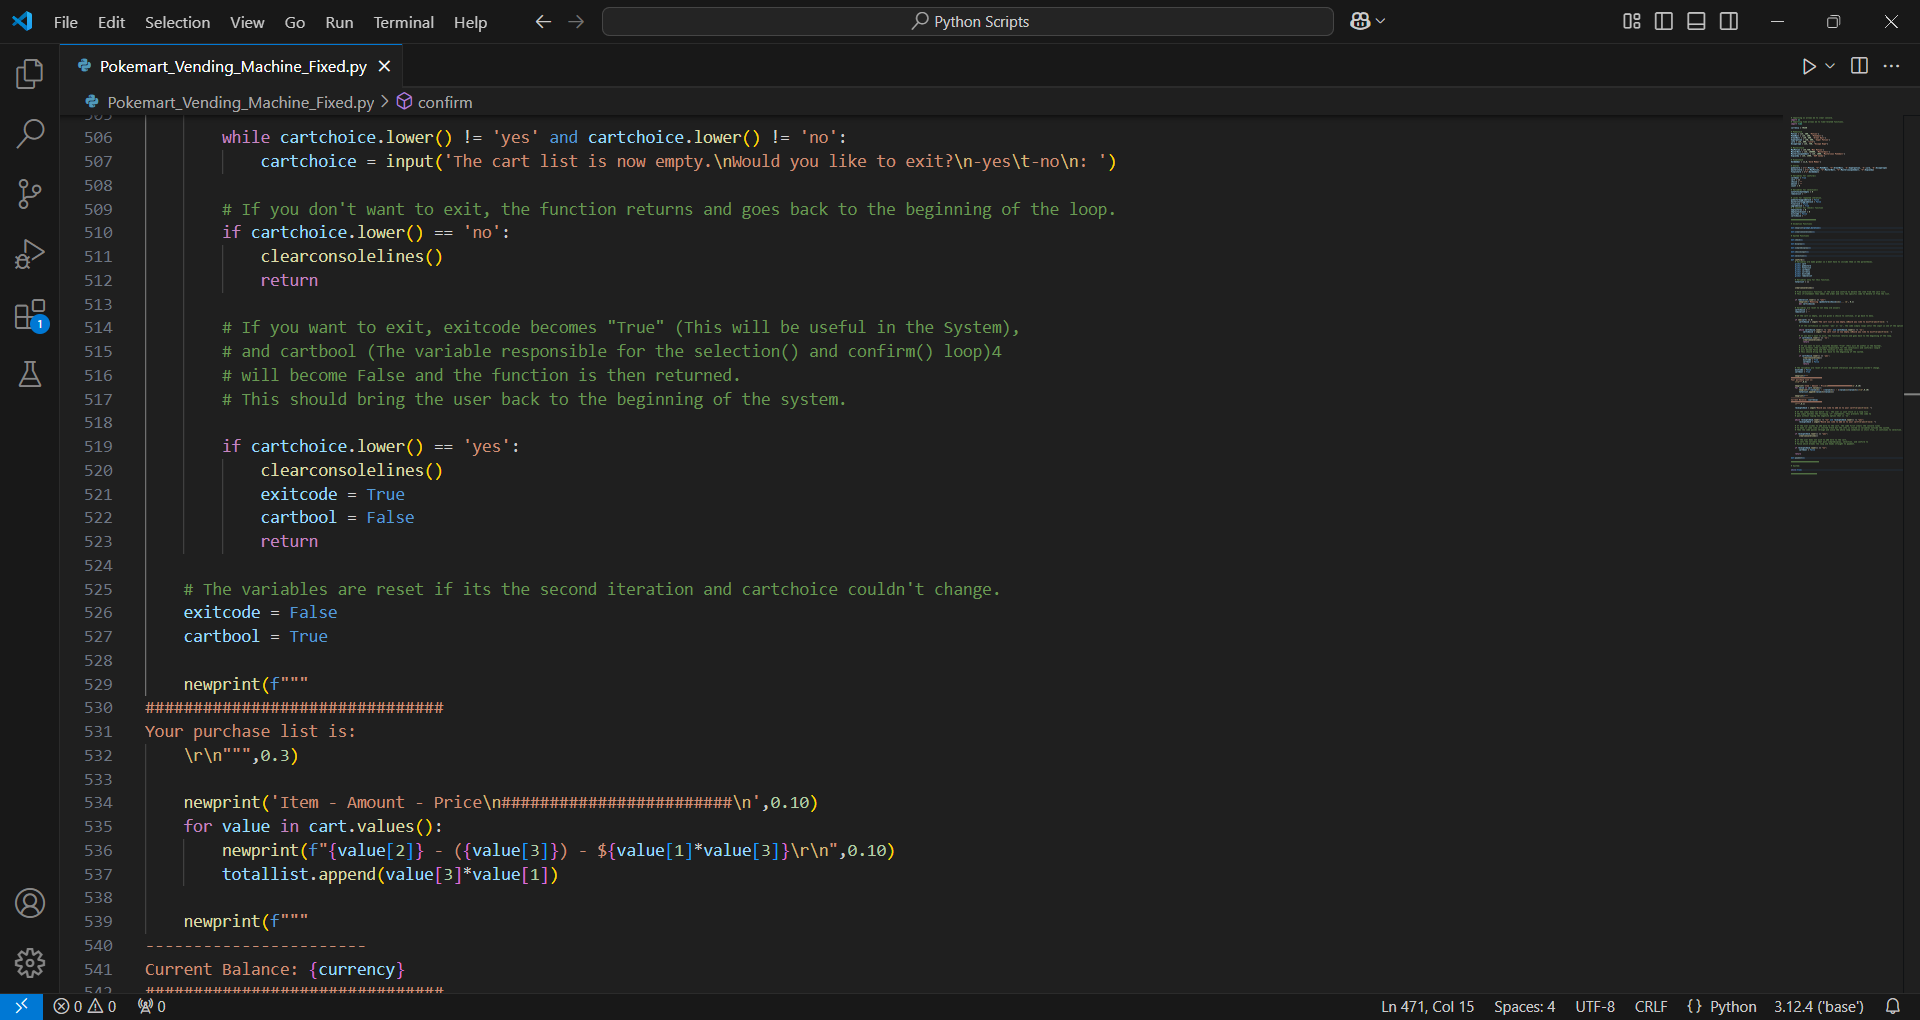 File Edit Selection View Go Run Terminal Help Python Scripts
Pokemart_Vending_Machine_Fixed.py
Pokemart_Vending_Machine_Fixed.py > confirm
505
506 while cartchoice.lower() != 'yes' and cartchoice.lower() != 'no':
507 cartchoice = input('The cart list is now empty.\nWould you like to exit?\n-yes\t-no\n: ')
508
509 # If you don't want to exit, the function returns and goes back to the beginning of the loop.
510 if cartchoice.lower() == 'no':
511 clearconsolelines()
512 return
513
514 # If you want to exit, exitcode becomes "True" (This will be useful in the System),
515 # and cartbool (The variable responsible for the selection() and confirm() loop)4
516 # will become False and the function is then returned.
517 # This should bring the user back to the beginning of the system.
518
519 if cartchoice.lower() == 'yes':
520 clearconsolelines()
521 exitcode = True
522 cartbool = False
523 return
524
525 # The variables are reset if its the second iteration and cartchoice couldn't change.
526 exitcode = False
527 cartbool = True
528
529 newprint(f"""
530 ###############################
531 Your purchase list is:
532 \r\n""",0.3)
533
534 newprint('Item - Amount - Price\n########################\n',0.10)
535 for value in cart.values():
536 newprint(f"{value[2]} - ({value[3]}) - ${value[1]*value[3]}\r\n",0.10)
537 totallist.append(value[3]*value[1])
538
539 newprint(f"""
540 -----------------------
541 Current Balance: {currency}
542 ###############################
1
0 0 0 Ln 471, Col 15 Spaces: 4 UTF-8 CRLF {} Python 3.12.4 ('base')